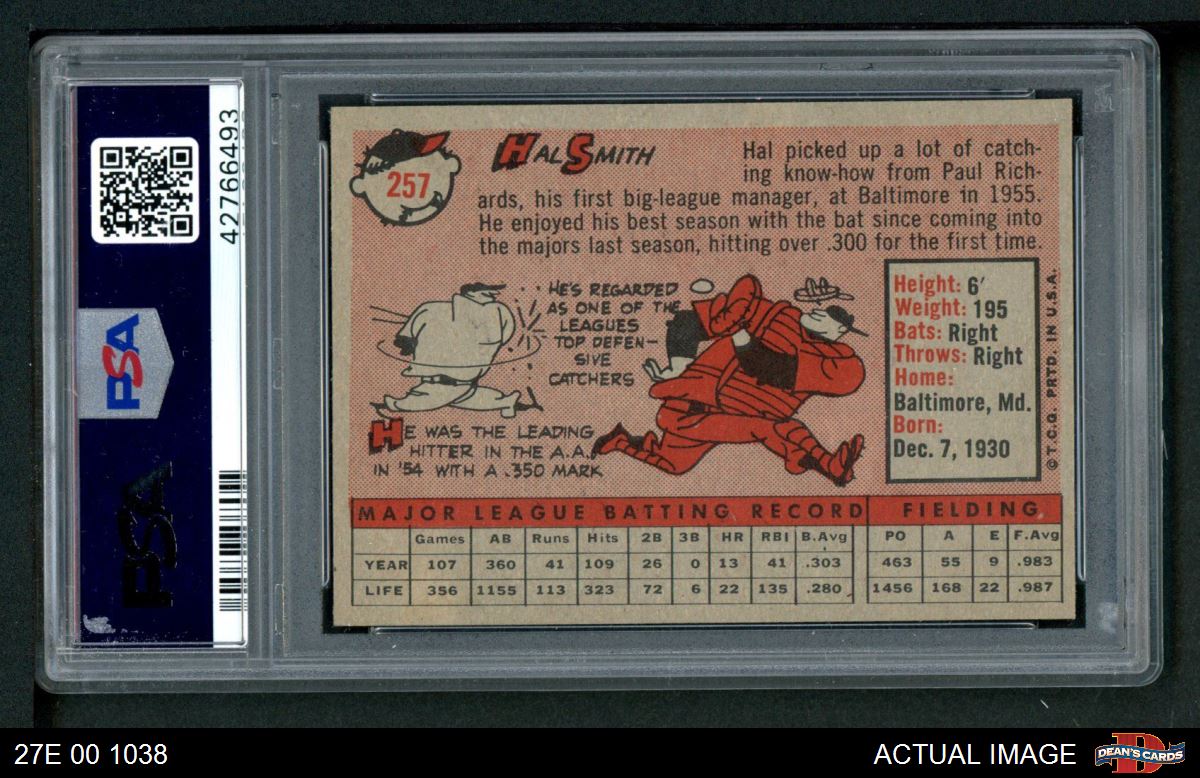 42766493
PSA
PSA
257
HAL SMITH
Hal picked up a lot of catch-
ing know-how from Paul Rich-
ards, his first big-league manager, at Baltimore in 1955.
He enjoyed his best season with the bat since coming into
the majors last season, hitting over .300 for the first time.
HE'S REGARDED
AS ONE OF THE
LEAGUES
TOP DEFEN-
SIVE
CATCHERS
HE WAS THE LEADING
HITTER IN THE A.A.
IN '54 WITH A .350 MARK
Height: 6'
Weight: 195
Bats: Right
Throws: Right
Home:
Baltimore, Md.
Born:
Dec. 7, 1930
© T.C.G. PRTD. IN U.S.A.
MAJOR LEAGUE BATTING RECORD FIELDING
Games AB Runs Hits 2B 3B HR RBI B.Avg PO A E F.Avg
YEAR 107 360 41 109 26 0 13 41 .303 463 55 9 .983
LIFE 356 1155 113 323 72 6 22 135 .280 1456 168 22 .987
27E 00 1038
ACTUAL IMAGE
DEAN'S CARDS